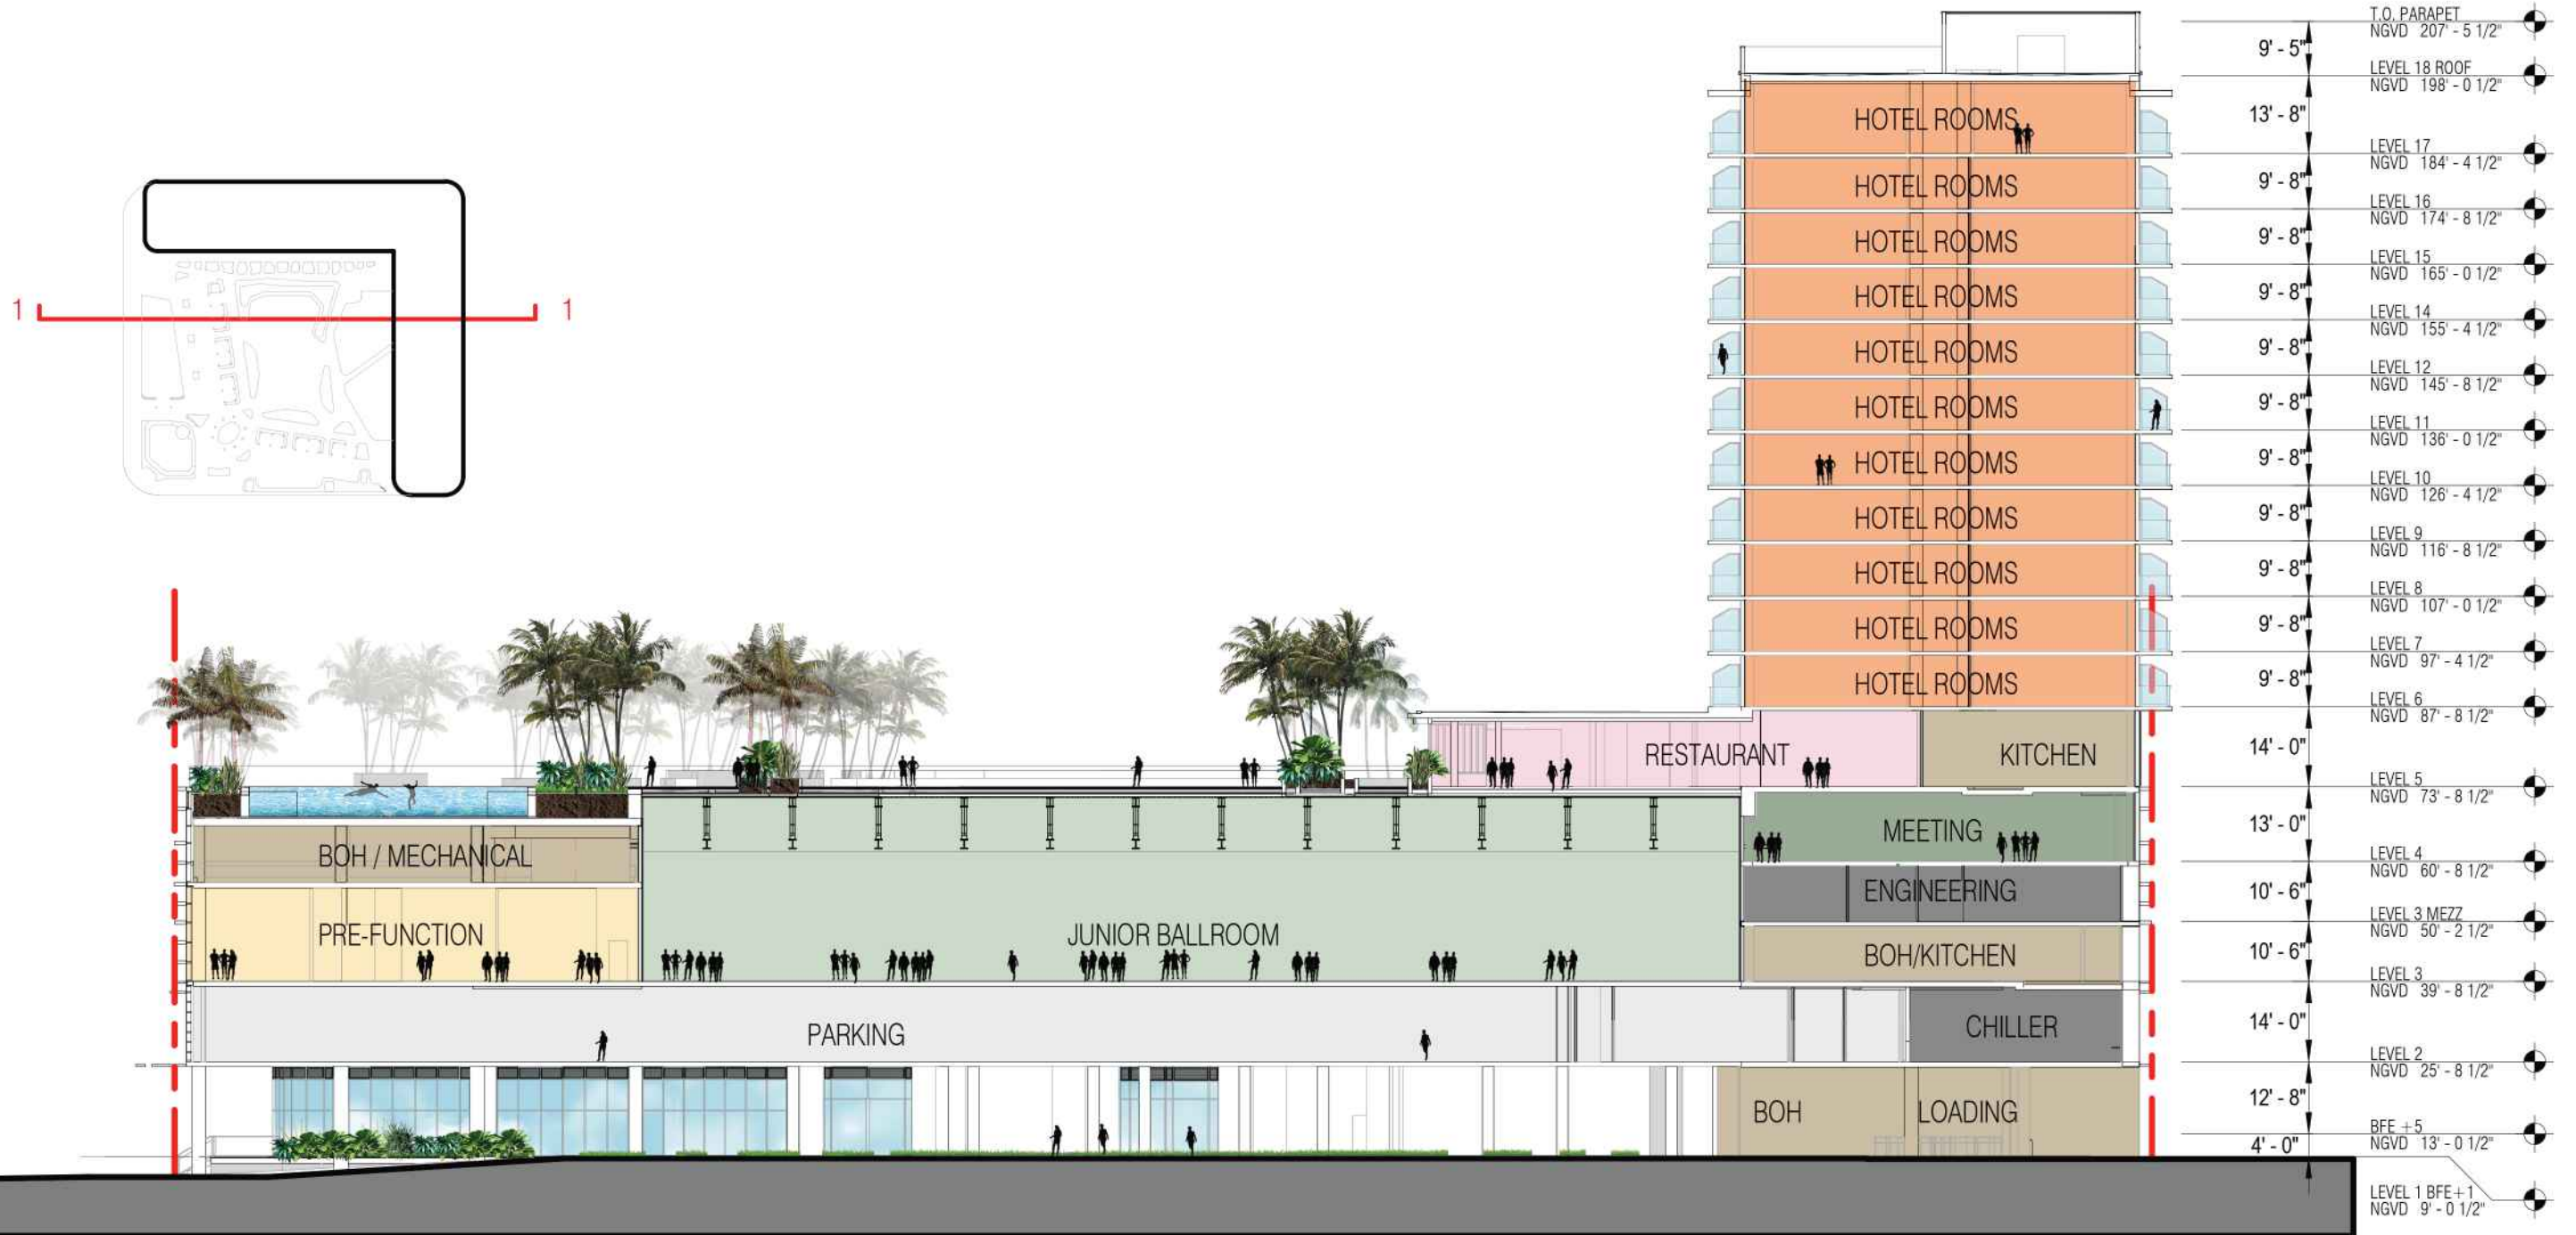 T.O. PARAPET
NGVD 207' - 5 1/2"
9' - 5"
LEVEL 18 ROOF
NGVD 198' - 0 1/2"
HOTEL ROOMS
13' - 8"
LEVEL 17
NGVD 184' - 4 1/2"
HOTEL ROOMS
9' - 8"
LEVEL 16
NGVD 174' - 8 1/2"
HOTEL ROOMS
9' - 8"
LEVEL 15
NGVD 165' - 0 1/2"
1 1
HOTEL ROOMS
9' - 8"
LEVEL 14
NGVD 155' - 4 1/2"
HOTEL ROOMS
9' - 8"
LEVEL 12
NGVD 145' - 8 1/2"
HOTEL ROOMS
9' - 8"
LEVEL 11
NGVD 136' - 0 1/2"
HOTEL ROOMS
9' - 8"
LEVEL 10
NGVD 126' - 4 1/2"
HOTEL ROOMS
9' - 8"
LEVEL 9
NGVD 116' - 8 1/2"
HOTEL ROOMS
9' - 8"
LEVEL 8
NGVD 107' - 0 1/2"
HOTEL ROOMS
9' - 8"
LEVEL 7
NGVD 97' - 4 1/2"
HOTEL ROOMS
9' - 8"
LEVEL 6
NGVD 87' - 8 1/2"
RESTAURANT
KITCHEN
14' - 0"
LEVEL 5
NGVD 73' - 8 1/2"
MEETING
13' - 0"
BOH / MECHANICAL
LEVEL 4
NGVD 60' - 8 1/2"
ENGINEERING
10' - 6"
LEVEL 3 MEZZ
NGVD 50' - 2 1/2"
PRE-FUNCTION
JUNIOR BALLROOM
BOH/KITCHEN
10' - 6"
LEVEL 3
NGVD 39' - 8 1/2"
PARKING
CHILLER
14' - 0"
LEVEL 2
NGVD 25' - 8 1/2"
BOH
LOADING
12' - 8"
BFE +5
NGVD 13' - 0 1/2"
4' - 0"
LEVEL 1 BFE+1
NGVD 9' - 0 1/2"